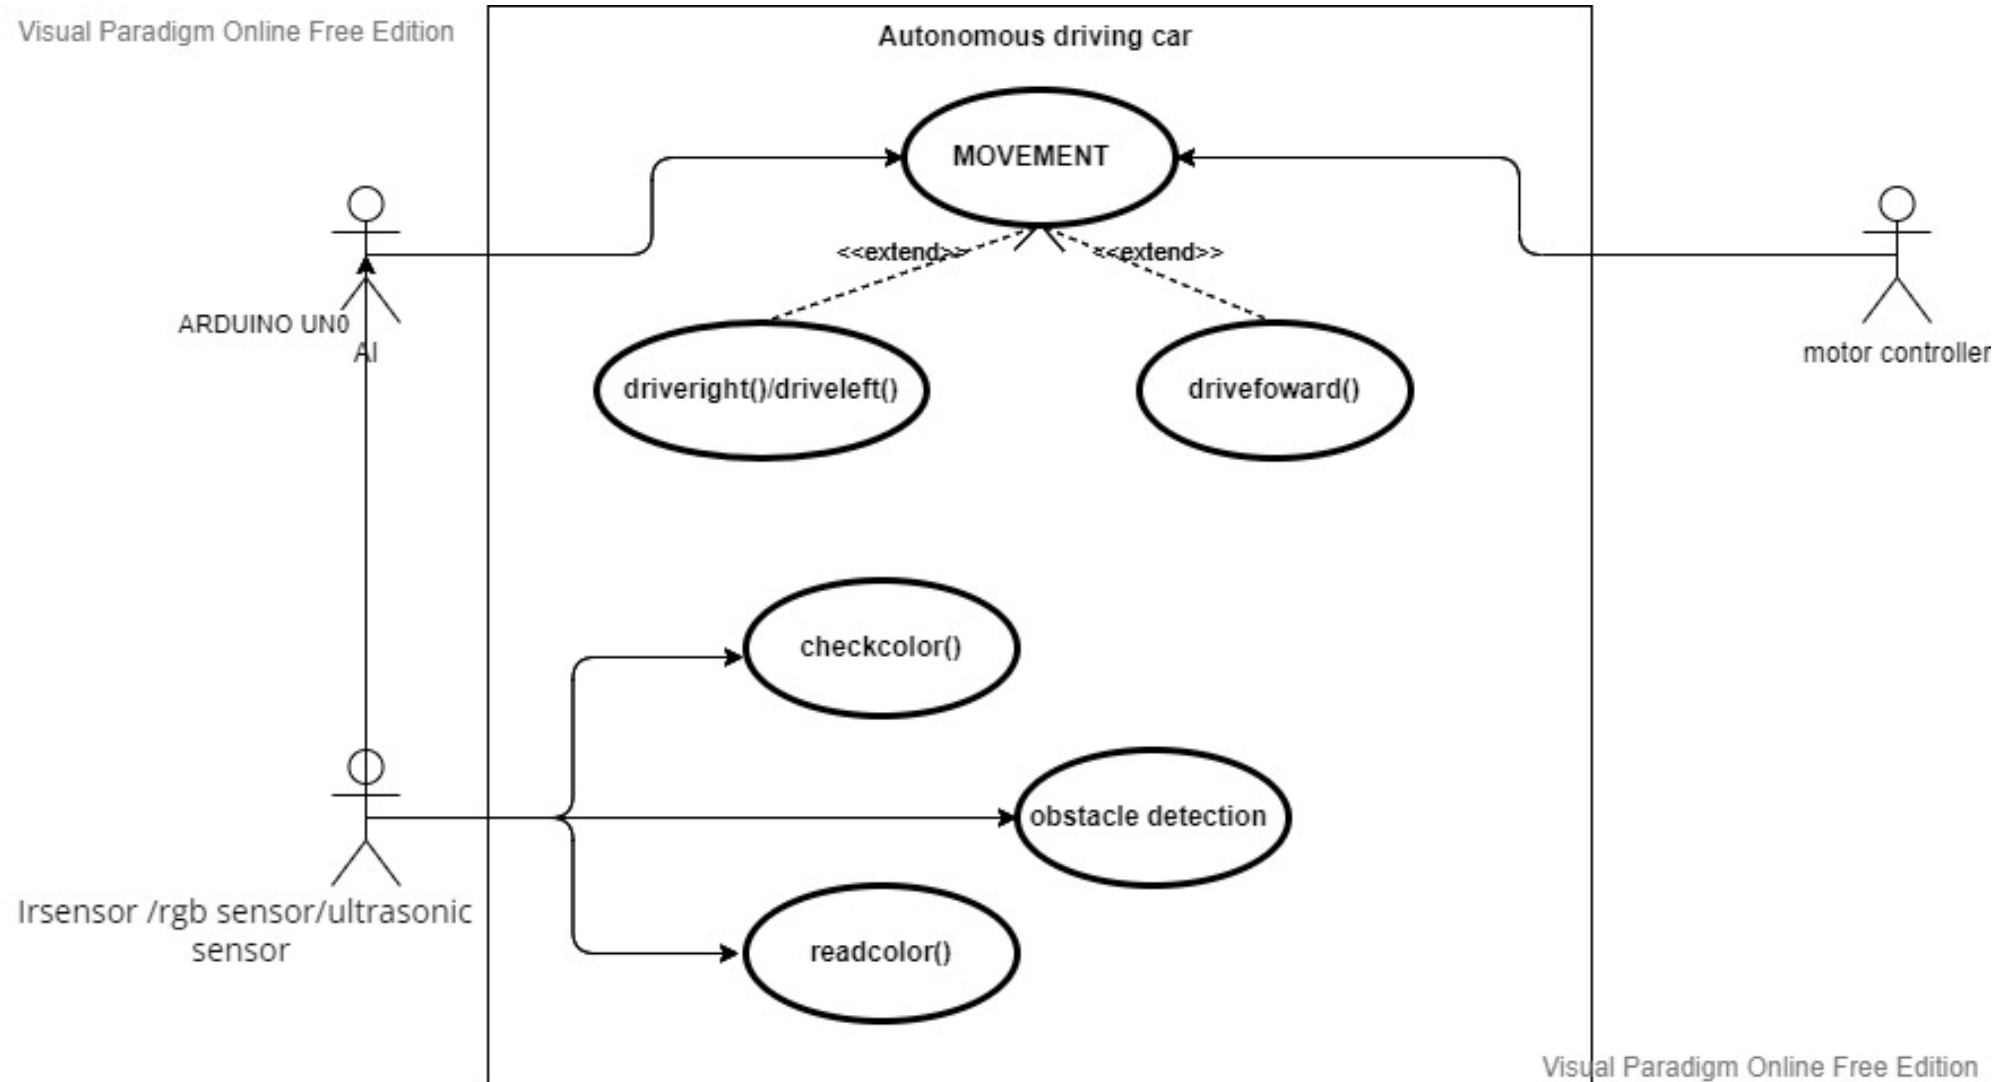 Visual Paradigm Online Free Edition
Autonomous driving car
MOVEMENT
<<extend>>
<<extend>>
ARDUINO UN0
AI
motor controller
driveright()/driveleft()
drivefoward()
checkcolor()
obstacle detection
Irsensor /rgb sensor/ultrasonic
sensor
readcolor()
Visual Paradigm Online Free Edition